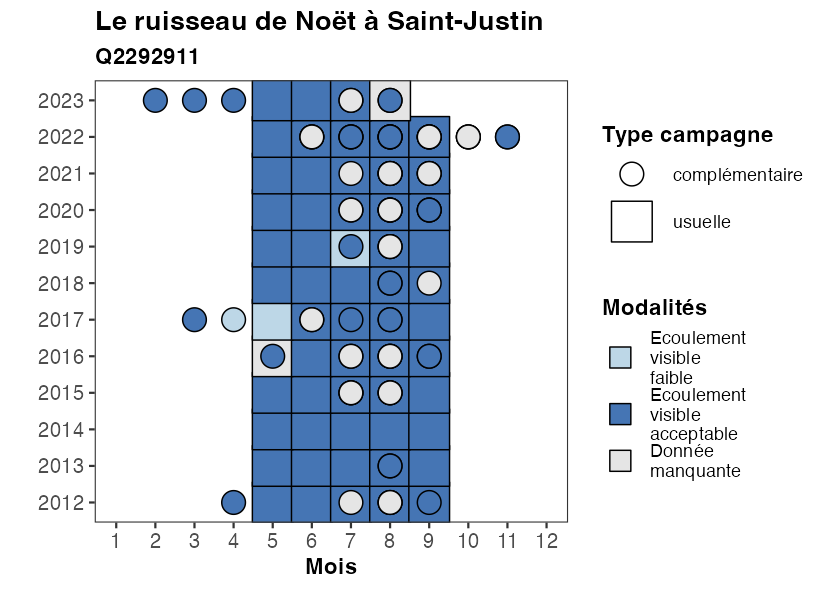 Le ruisseau de Noët à Saint-Justin
Q2292911
2023
2022
2021
2020
2019
2018
2017
2016
2015
2014
2013
2012
1 2 3 4 5 6 7 8 9 10 11 12
Mois
Type campagne
complémentaire
usuelle
Modalités
Ecoulement
visible
faible
Ecoulement
visible
acceptable
Donnée
manquante